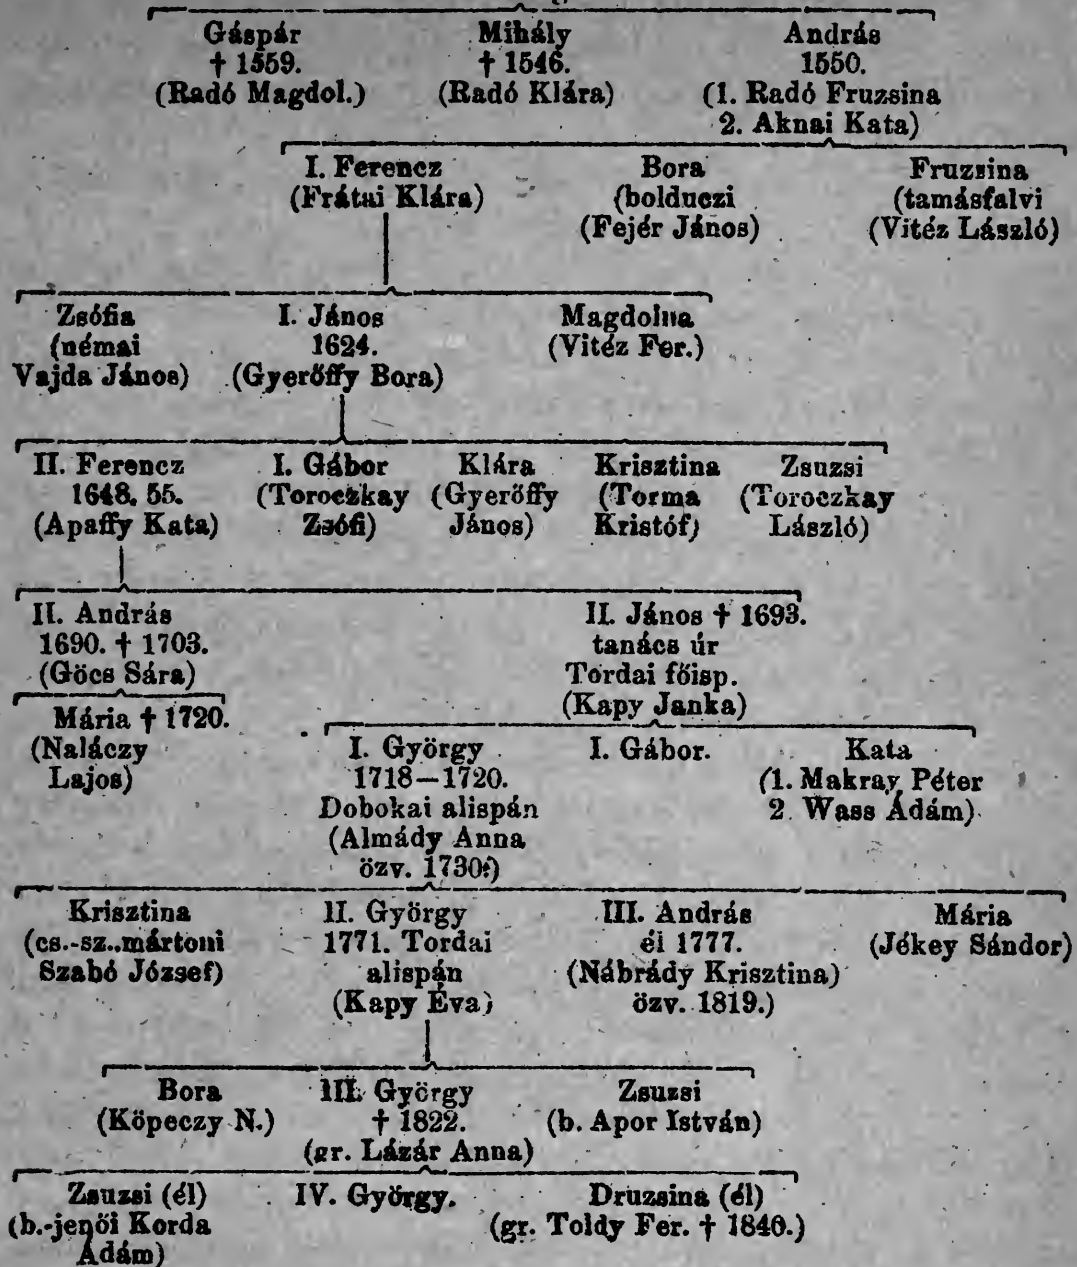 Gáspár Mihály András
† 1559. † 1546. 1550.
(Radó Magdol.) (Radó Klára) (1. Radó Fruzsina
2. Aknai Kata)
I. Ferencz Bora Fruzsina
(Frátai Klára) (bolduczi (tamásfalvi
(Fejér János) (Vitéz László)
Zsófia I. János Magdolna
(némai 1624. (Vitéz Fer.)
Vajda János) (Gyerőffy Bora)
II. Ferencz I. Gábor Klára Krisztina Zsuzsi
1648. 55. (Toroczkay (Gyerőffy (Torma (Toroczkay
(Apaffy Kata) Zsófi) János) Kristóf) László)
II. András II. János † 1693.
1690. † 1703. tanács úr
(Göcs Sára) Tordai főisp.
(Kapy Janka)
Mária † 1720.
(Naláczy I. György I. Gábor. Kata
Lajos) 1718—1720. (1. Makray Péter
Dobokai alispán 2. Wass Ádám)
(Almády Anna
özv. 1730?)
Krisztina II. György III. András Mária
(cs.-sz..mártoni 1771. Tordai él 1777. (Jékey Sándor)
Szabó József) alispán (Nábrády Krisztina)
(Kapy Éva) özv. 1819.)
Bora III. György Zsuzsi
(Köpeczy N.) † 1822. (b. Apor István)
(gr. Lázár Anna)
Zsuzsi (él) IV. György. Druzsina (él)
(b.-jenői Korda (gr. Toldy Fer. † 1840.)
Ádám)